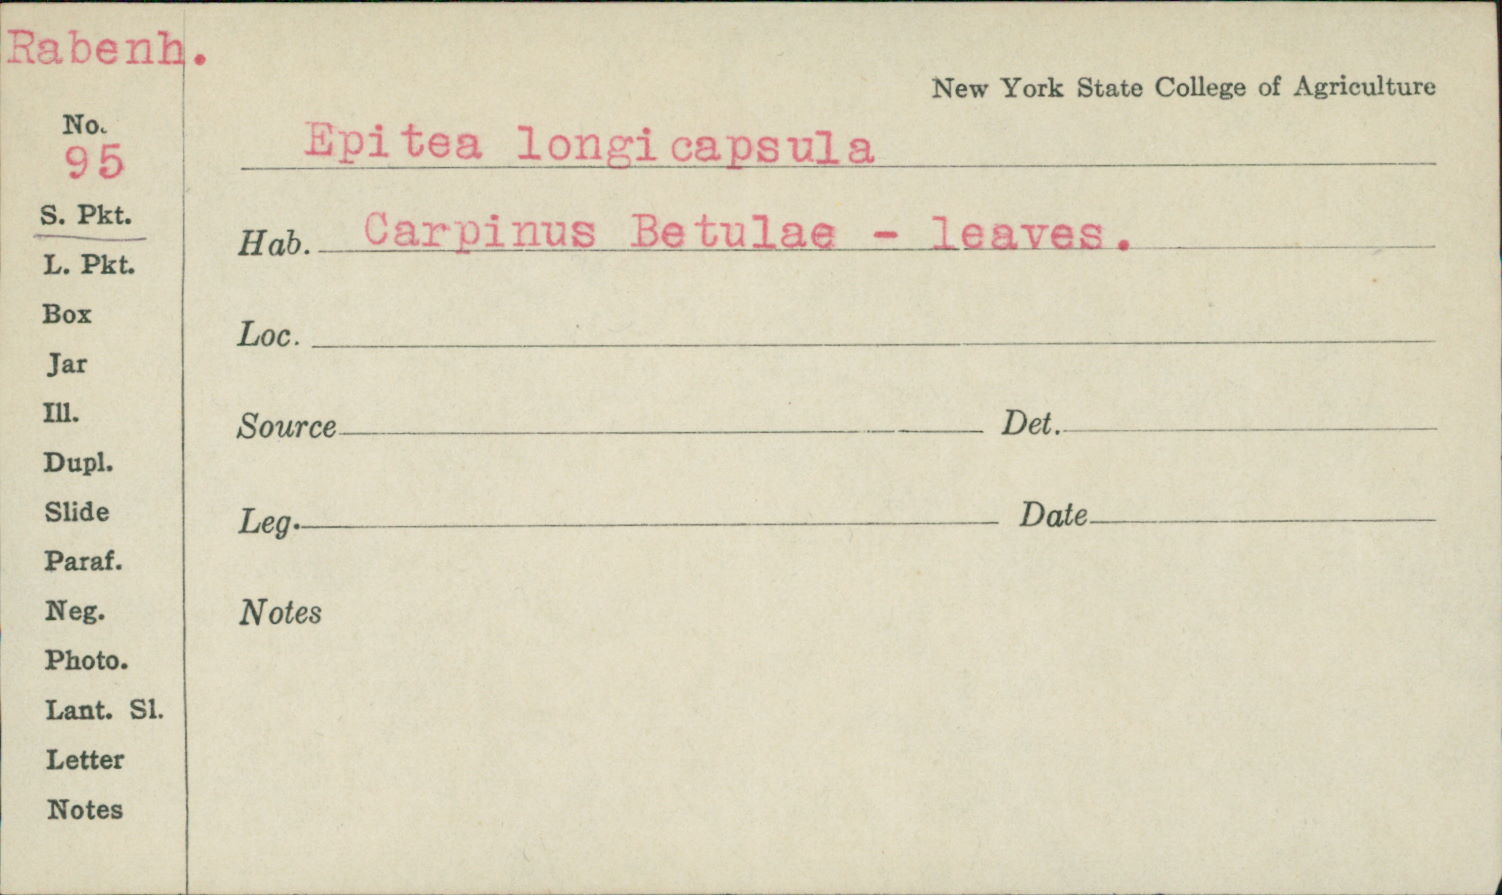 Rabenh.
New York State College of Agriculture
No.
95
Epitea longicapsula
S. Pkt.
Hab. Carpinus Betulae - leaves.
L. Pkt.
Box
Loc.
Jar
Ill.
Source Det.
Dupl.
Slide
Leg. Date
Paraf.
Neg.
Notes
Photo.
Lant. Sl.
Letter
Notes